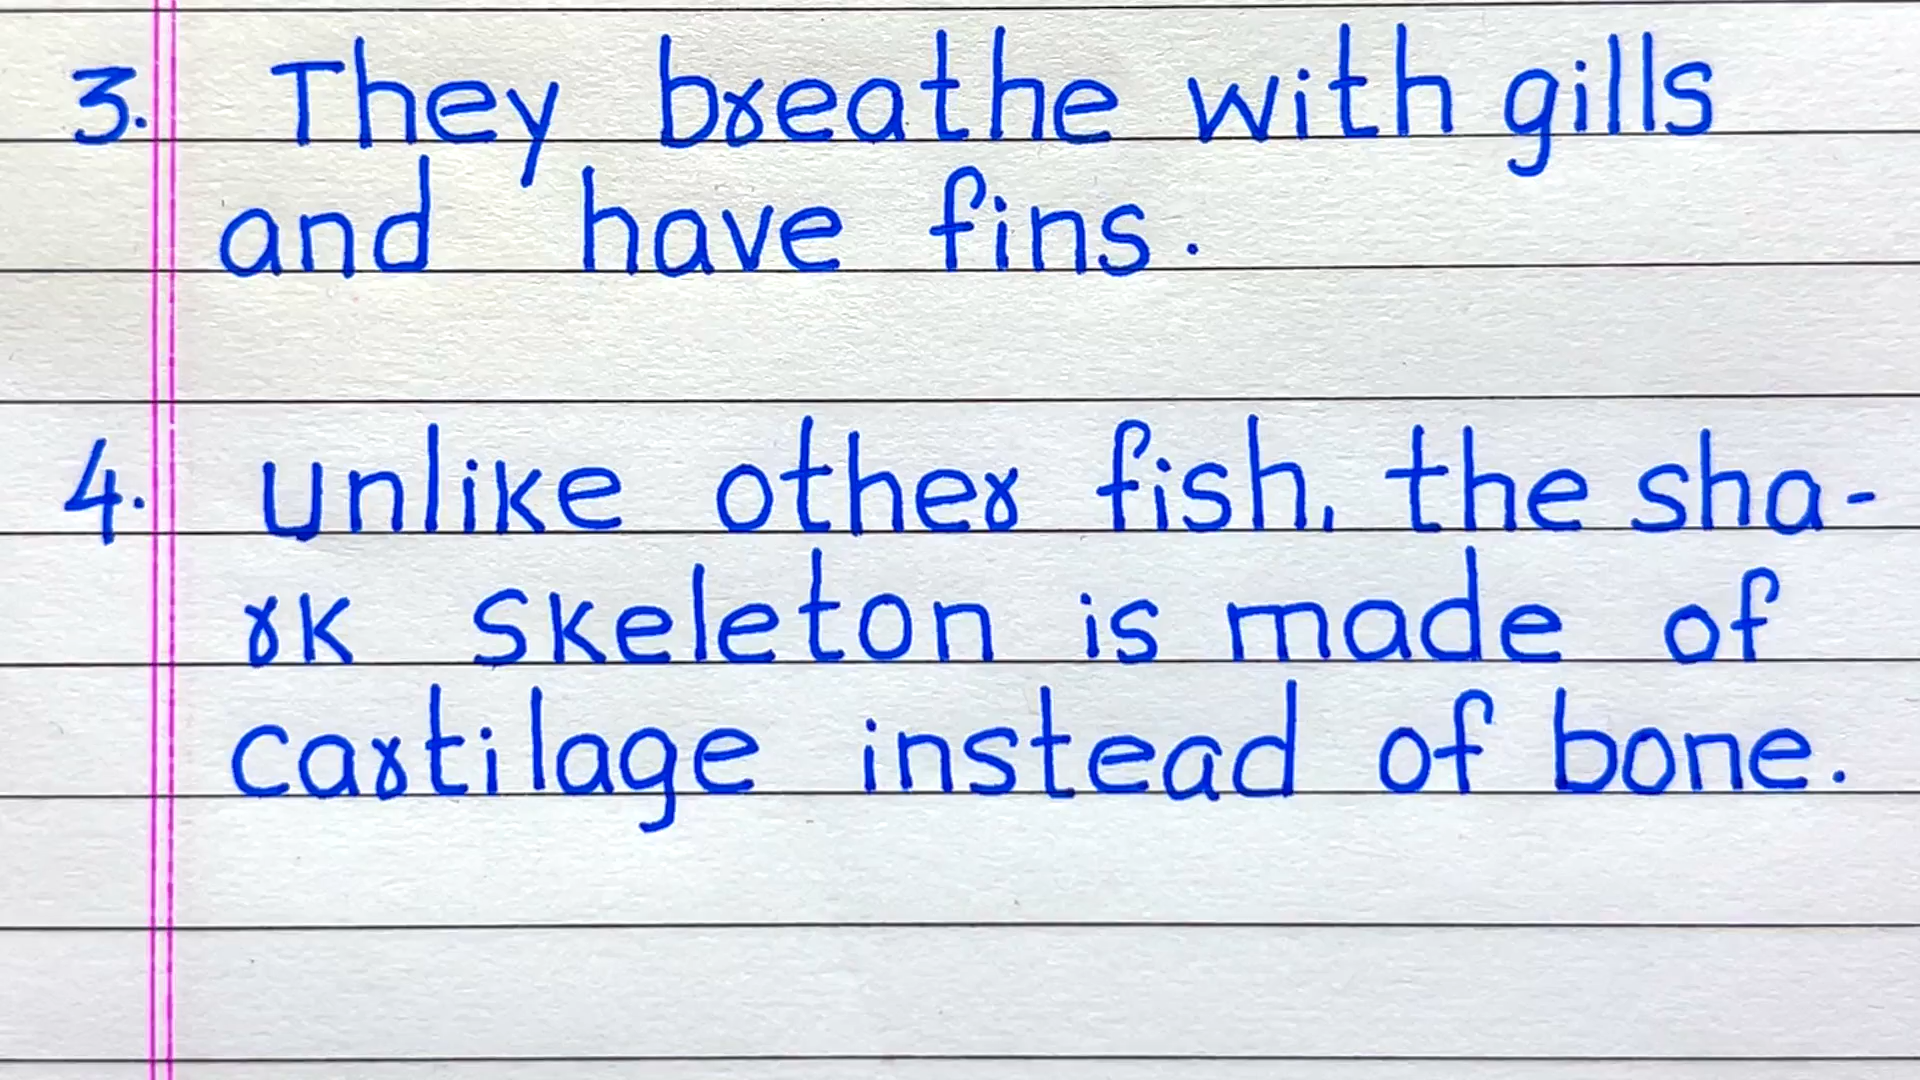 3. They breathe with gills
and have fins.
4. Unlike other fish, the sha-
rk skeleton is made of
cartilage instead of bone.